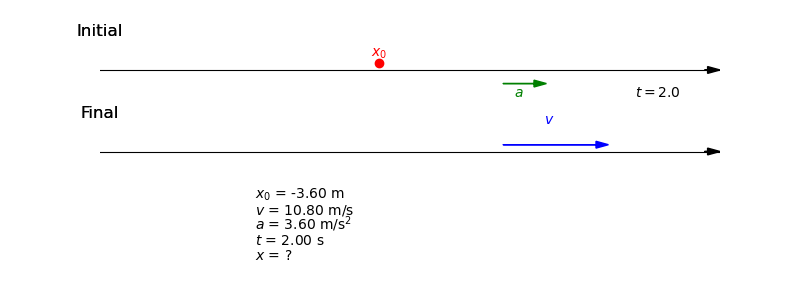 Initial
x₀
a
t = 2.0
Final
v
x₀ = -3.60 m
v = 10.80 m/s
a = 3.60 m/s²
t = 2.00 s
x = ?